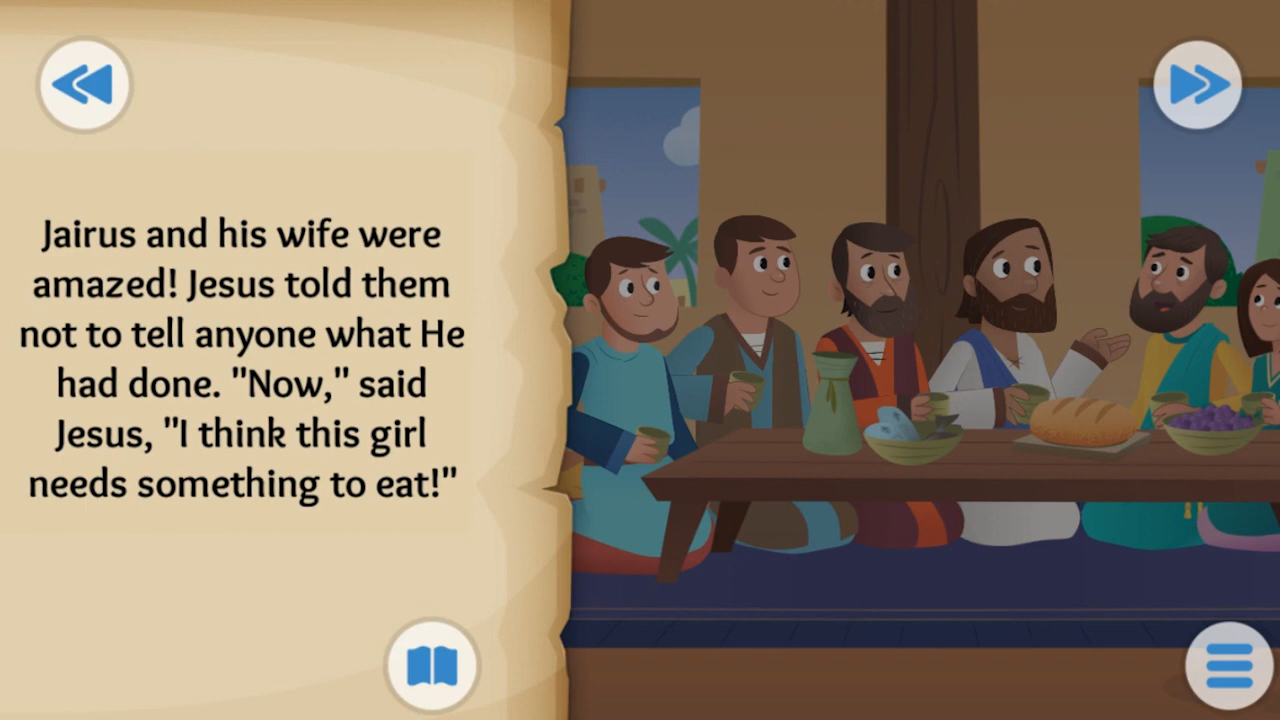 Jairus and his wife were
amazed! Jesus told them
not to tell anyone what He
had done. "Now," said
Jesus, "I think this girl
needs something to eat!"